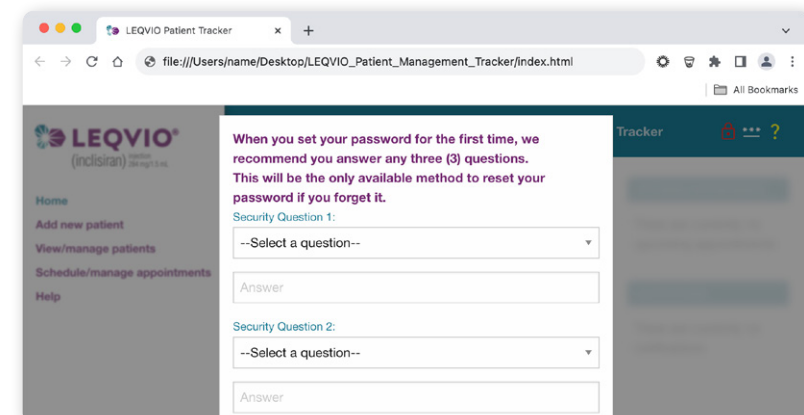 LEQVIO Patient Tracker
file:///Users/name/Desktop/LEQVIO_Patient_Management_Tracker/index.html
All Bookmarks
LEQVIO®
(inclisiran) injection
Tracker
?
Home
Add new patient
View/manage patients
Schedule/manage appointments
Help
When you set your password for the first time, we
recommend you answer any three (3) questions.
This will be the only available method to reset your
password if you forget it.
Security Question 1:
--Select a question--
Answer
Security Question 2:
--Select a question--
Answer